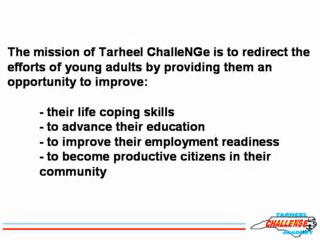 The mission of Tarheel ChalleNGe is to redirect the
efforts of young adults by providing them an
opportunity to improve:
- their life coping skills
- to advance their education
- to improve their employment readiness
- to become productive citizens in their
community
TARHEEL
CHALLENGE
ACADEMY